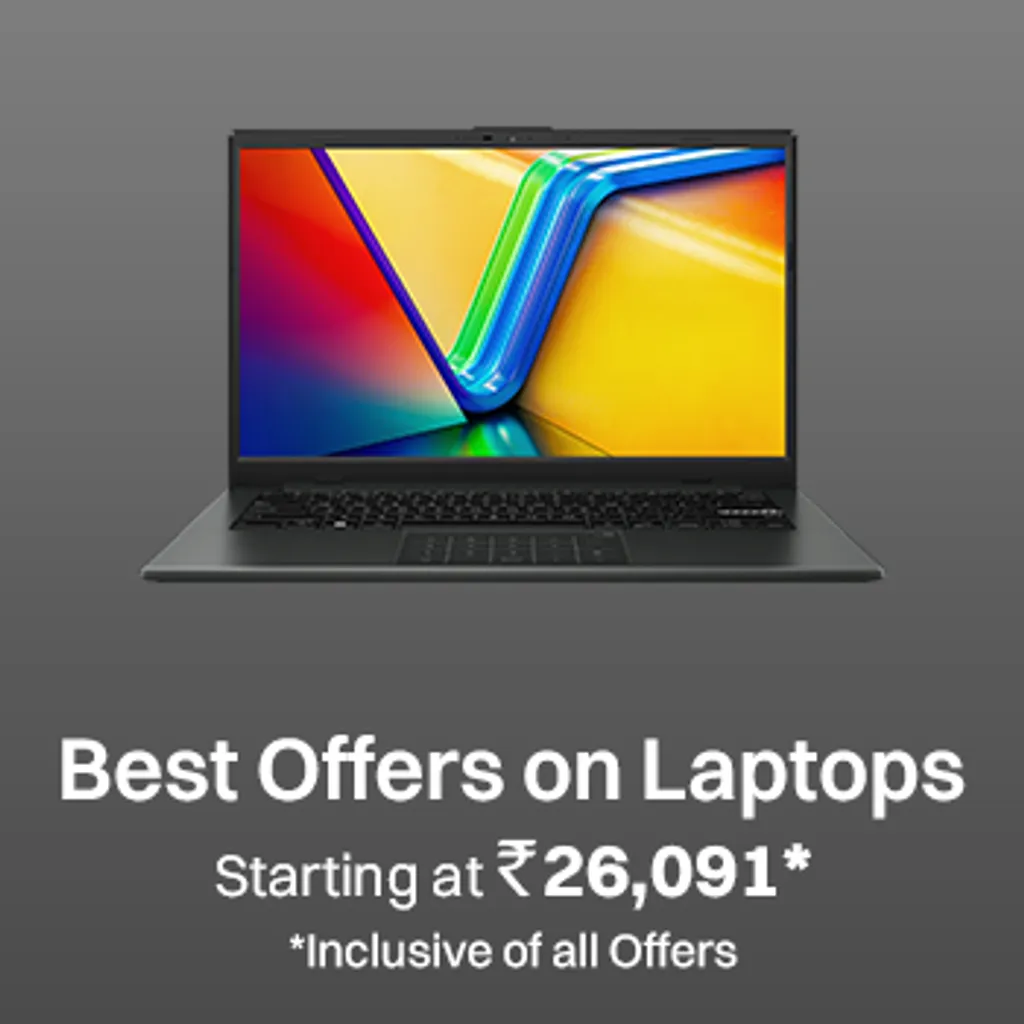 Best Offers on Laptops
Starting at ₹26,091*
*Inclusive of all Offers